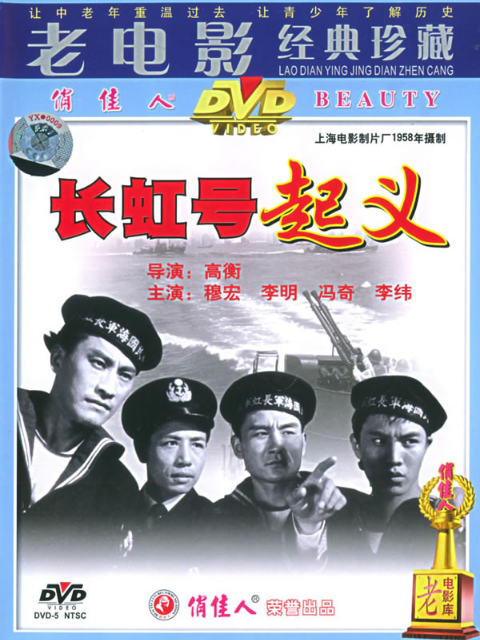 让中老年重温过去 让青少年了解历史
老电影 经典珍藏
LAO DIAN YING JING DIAN ZHEN CANG
俏佳人® DVD VIDEO BEAUTY
YX●0009
上海电影制片厂1958年摄制
长虹号起义
导演：高衡
主演：穆宏 李明 冯奇 李纬
俏佳人
老电影库
DVD
VIDEO
DVD-5 NTSC
俏佳人® 荣誉出品